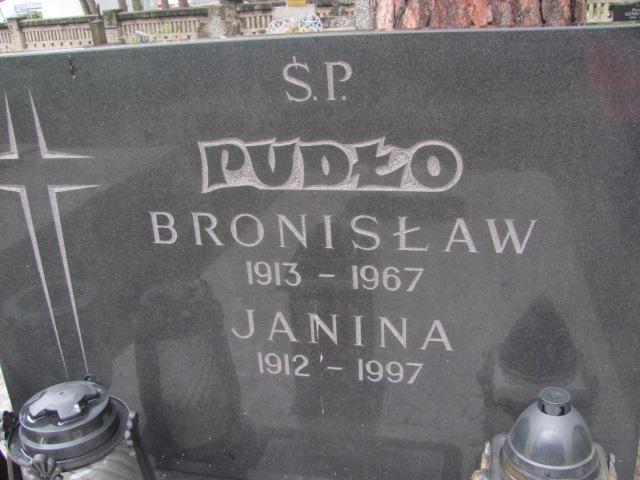 Ś.P.
PUDŁO
BRONISŁAW
1913 - 1967
JANINA
1912 - 1997